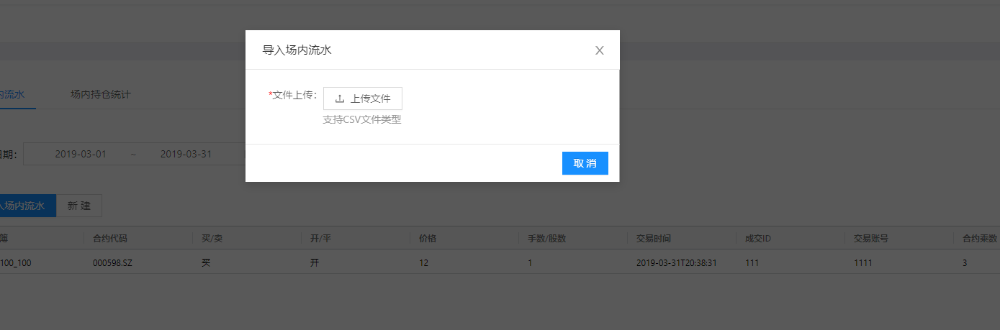 导入场内流水
*文件上传: 上传文件
支持CSV文件类型
取 消
内流水 场内持仓统计
日期: 2019-03-01 ~ 2019-03-31
入场内流水 新 建
簿 合约代码 买/卖 开/平 价格 手数/股数 交易时间 成交ID 交易账号 合约乘数
100_100 000598.SZ 买 开 12 1 2019-03-31T20:38:31 111 1111 3